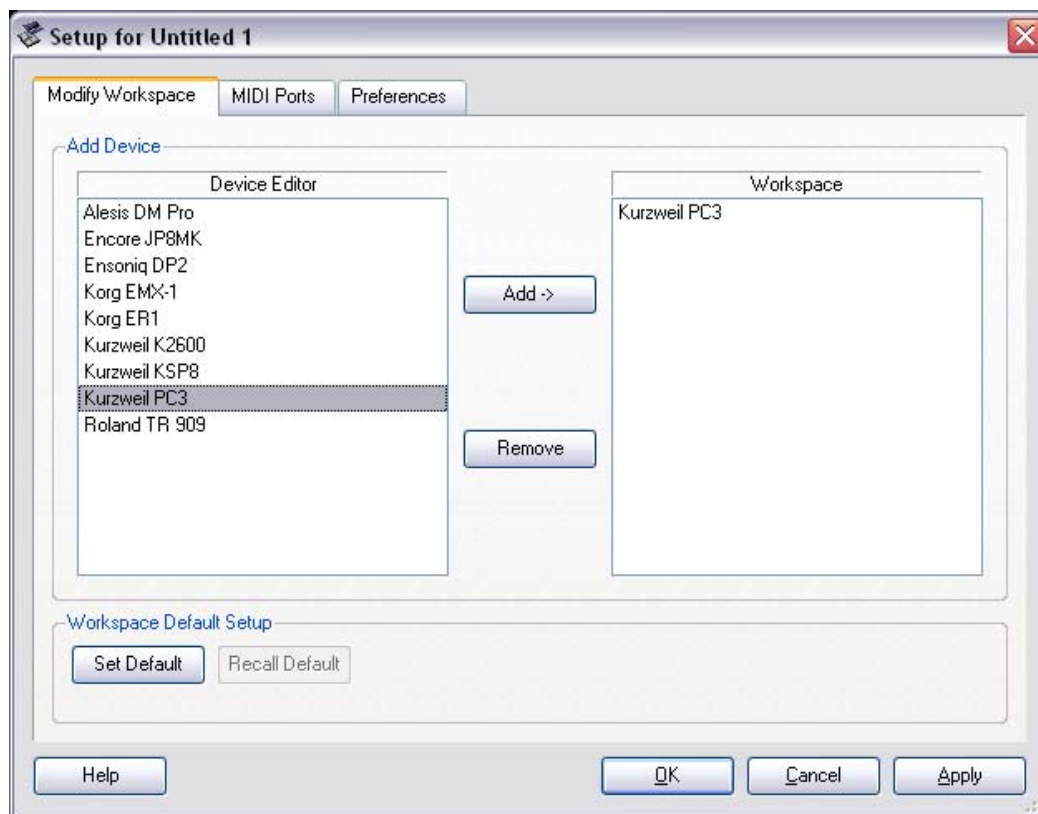 Setup for Untitled 1
Modify Workspace
MIDI Ports
Preferences
Add Device
Device Editor
Alesis DM Pro
Encore JP8MK
Ensoniq DP2
Korg EMX-1
Korg ER1
Kurzweil K2600
Kurzweil KSP8
Kurzweil PC3
Roland TR 909
Add ->
Remove
Workspace
Kurzweil PC3
Workspace Default Setup
Set Default
Recall Default
Help
OK
Cancel
Apply